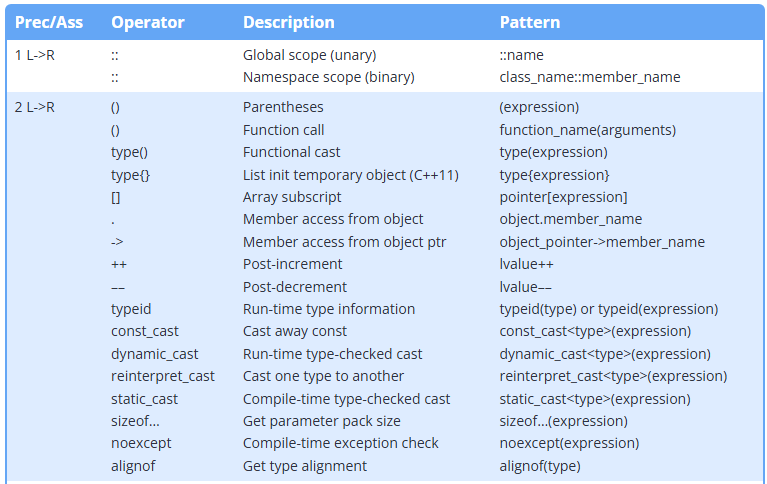 Prec/Ass Operator Description Pattern
1 L->R :: Global scope (unary) ::name
:: Namespace scope (binary) class_name::member_name
2 L->R () Parentheses (expression)
() Function call function_name(arguments)
type() Functional cast type(expression)
type{} List init temporary object (C++11) type{expression}
[] Array subscript pointer[expression]
. Member access from object object.member_name
-> Member access from object ptr object_pointer->member_name
++ Post-increment lvalue++
–– Post-decrement lvalue––
typeid Run-time type information typeid(type) or typeid(expression)
const_cast Cast away const const_cast<type>(expression)
dynamic_cast Run-time type-checked cast dynamic_cast<type>(expression)
reinterpret_cast Cast one type to another reinterpret_cast<type>(expression)
static_cast Compile-time type-checked cast static_cast<type>(expression)
sizeof... Get parameter pack size sizeof...(expression)
noexcept Compile-time exception check noexcept(expression)
alignof Get type alignment alignof(type)